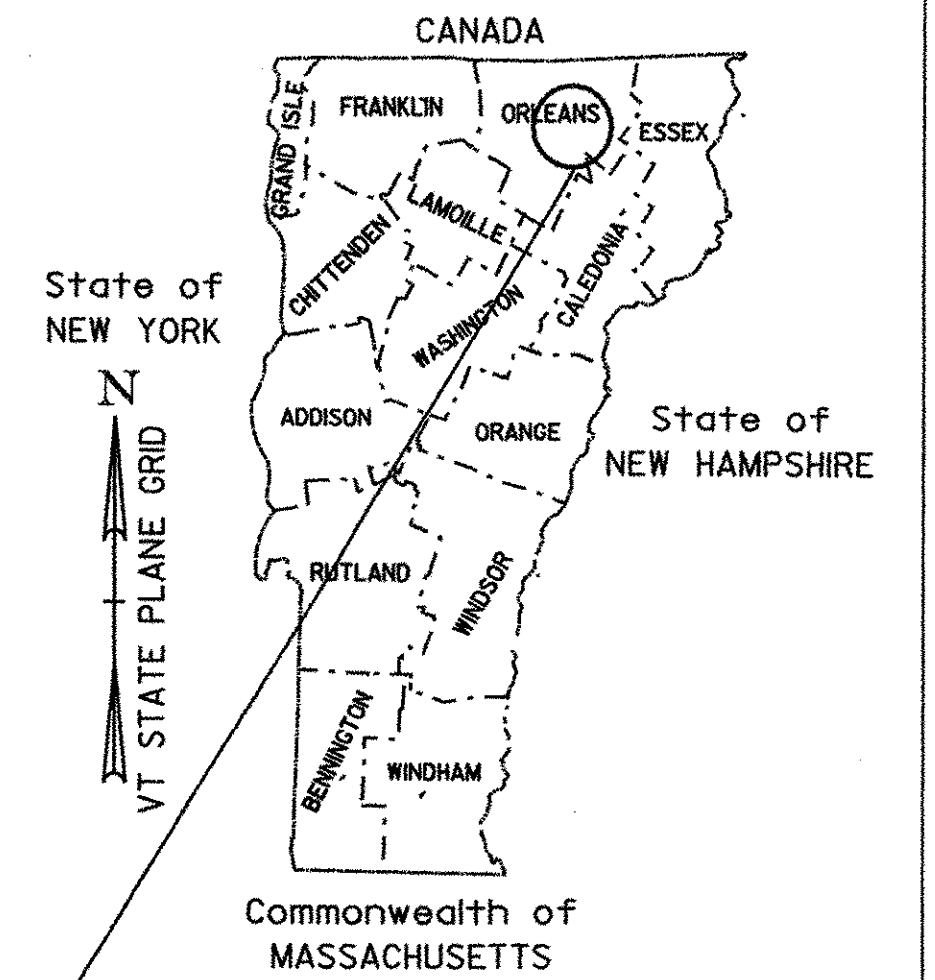 CANADA
GRAND ISLE
FRANKLIN
ORLEANS
ESSEX
LAMOILLE
CHITTENDEN
CALEDONIA
State of
NEW YORK
WASHINGTON
N
ADDISON
ORANGE
State of
NEW HAMPSHIRE
VT STATE PLANE GRID
RUTLAND
WINDSOR
BENNINGTON
WINDHAM
Commonwealth of
MASSACHUSETTS